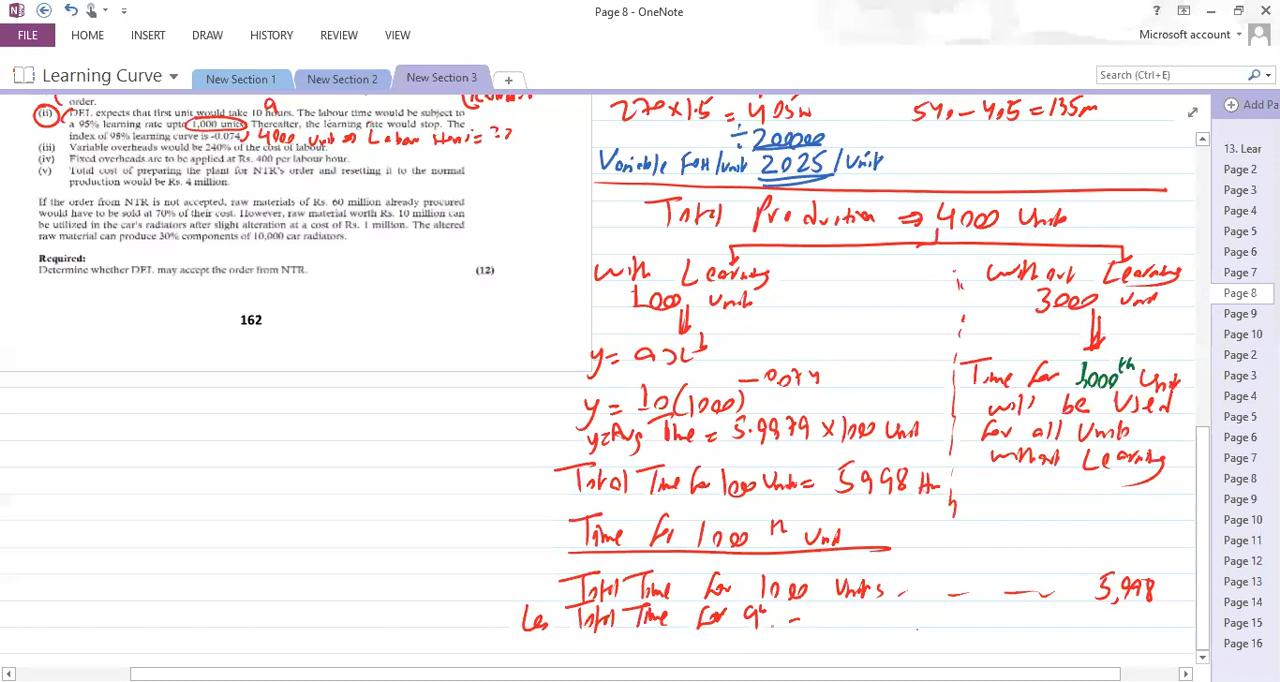 Page 8 - OneNote
FILE HOME INSERT DRAW HISTORY REVIEW VIEW
Microsoft account
Learning Curve New Section 1 New Section 2 New Section 3
Search (Ctrl+E)
order.
(ii) DEL expects that first unit would take 10 hours. The labour time would be subject to
a 95% learning rate upto 1,000 units. Thereafter, the learning rate would stop. The
index of 95% learning curve is -0.074.
4000 unit ⇒ Labour Hours = ??
(iii) Variable overheads would be 240% of the cost of labour.
(iv) Fixed overheads are to be applied at Rs. 400 per labour hour.
(v) Total cost of preparing the plant for NTR's order and resetting it to the normal
production would be Rs. 4 million.
If the order from NTR is not accepted, raw materials of Rs. 60 million already procured
would have to be sold at 70% of their cost. However, raw material worth Rs. 10 million can
be utilized in the car's radiators after slight alteration at a cost of Rs. 1 million. The altered
raw material can produce 30% components of 10,000 car radiators.
Required:
Determine whether DEL may accept the order from NTR. (12)
162
270 × 1.5 = 405m 540 - 405 = 135m
÷ 200000
Variable FOH/unit 2025/Unit
Total Production ⇒ 4000 Units
With Learning
1000 units
y = ax^b
y = 10(1000)^-0.074
y = Avg Time = 5.9979 × 1000 Unit
Total Time for 1000 Units = 5998 Hr
Without Learning
3000 unit
Time for 1000th Unit
will be Used
for all Units
without Learning
Time for 1000th Unit
Total Time for 1000 Units - - - 5,998
Les Total Time for 9
Add Pa
13. Lear
Page 2
Page 3
Page 4
Page 5
Page 6
Page 7
Page 8
Page 9
Page 10
Page 2
Page 3
Page 4
Page 5
Page 6
Page 7
Page 8
Page 9
Page 10
Page 11
Page 12
Page 13
Page 14
Page 15
Page 16